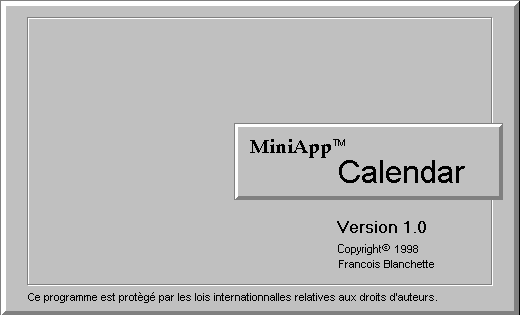 MiniApp™
Calendar
Version 1.0
Copyright© 1998
Francois Blanchette
Ce programme est protègé par les lois internationnalles relatives aux droits d'auteurs.